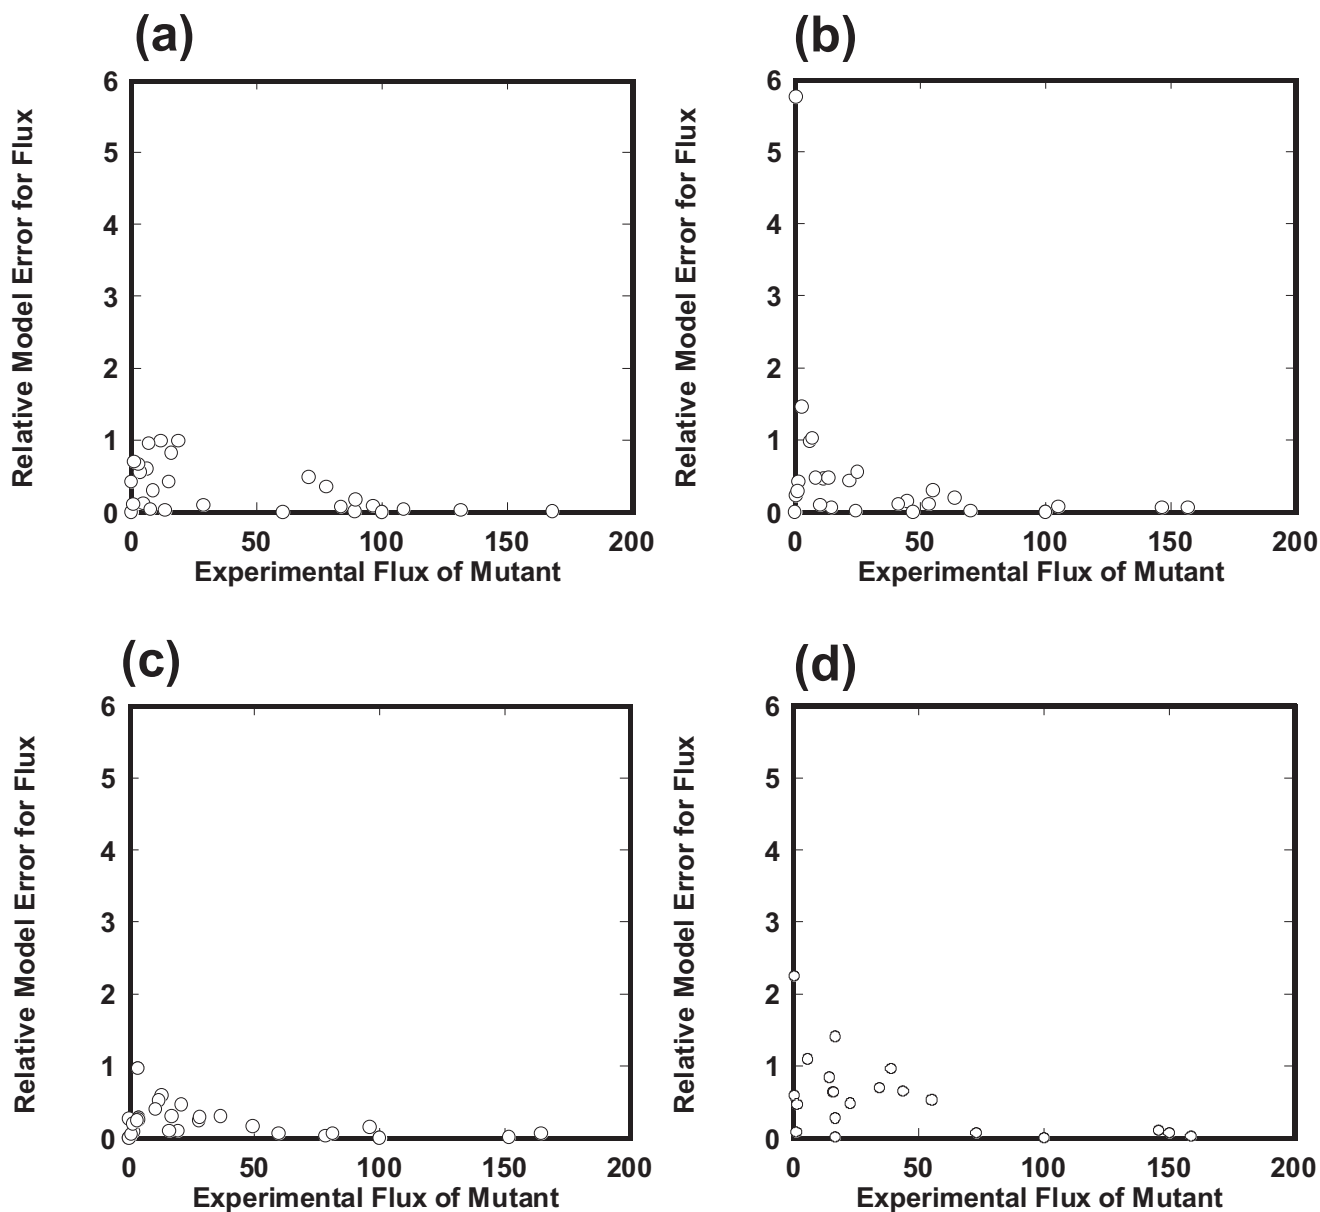 (a)
Relative Model Error for Flux
6
5
4
3
2
1
0
0 50 100 150 200
Experimental Flux of Mutant
(b)
Relative Model Error for Flux
6
5
4
3
2
1
0
0 50 100 150 200
Experimental Flux of Mutant
(c)
Relative Model Error for Flux
6
5
4
3
2
1
0
0 50 100 150 200
Experimental Flux of Mutant
(d)
Relative Model Error for Flux
6
5
4
3
2
1
0
0 50 100 150 200
Experimental Flux of Mutant